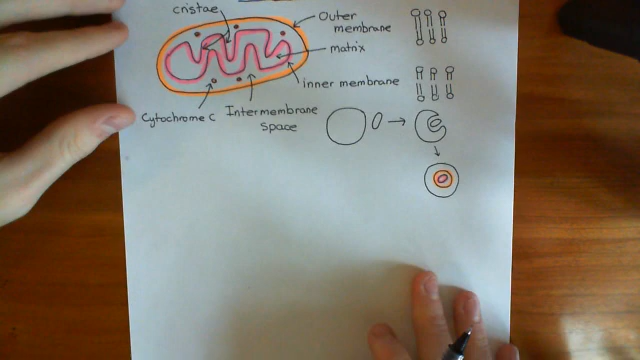 cristae
Outer
membrane
matrix
inner membrane
Cytochrome C
Intermembrane
Space